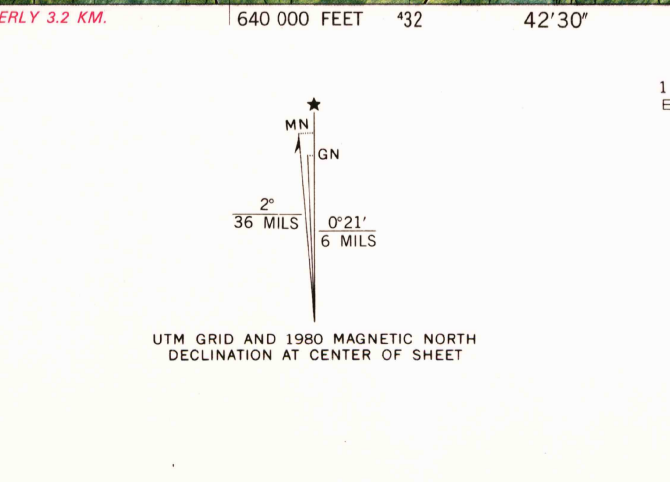 ERLY 3.2 KM.
640 000 FEET
⁴32
42'30"
1
E
★
MN
GN
2°
36 MILS
0°21'
6 MILS
UTM GRID AND 1980 MAGNETIC NORTH
DECLINATION AT CENTER OF SHEET